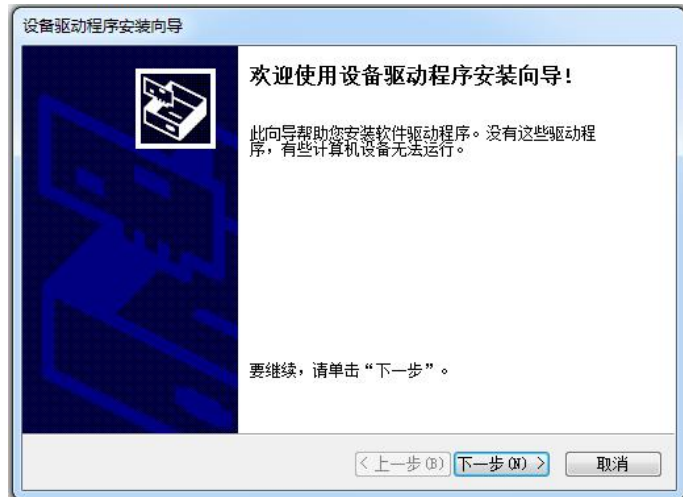 设备驱动程序安装向导
欢迎使用设备驱动程序安装向导!
此向导帮助您安装软件驱动程序。没有这些驱动程
序，有些计算机设备无法运行。
要继续，请单击“下一步”。
< 上一步(B) 下一步(N) > 取消